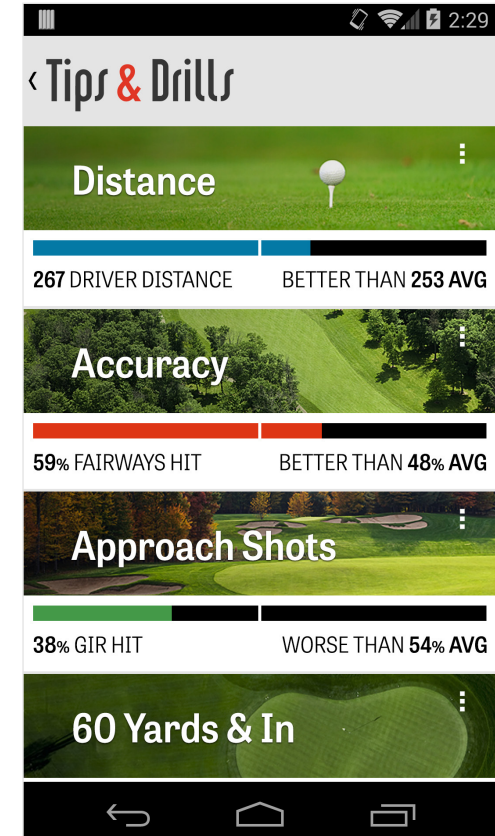 2:29
Tips & Drills
Distance
267 DRIVER DISTANCE BETTER THAN 253 AVG
Accuracy
59% FAIRWAYS HIT BETTER THAN 48% AVG
Approach Shots
38% GIR HIT WORSE THAN 54% AVG
60 Yards & In